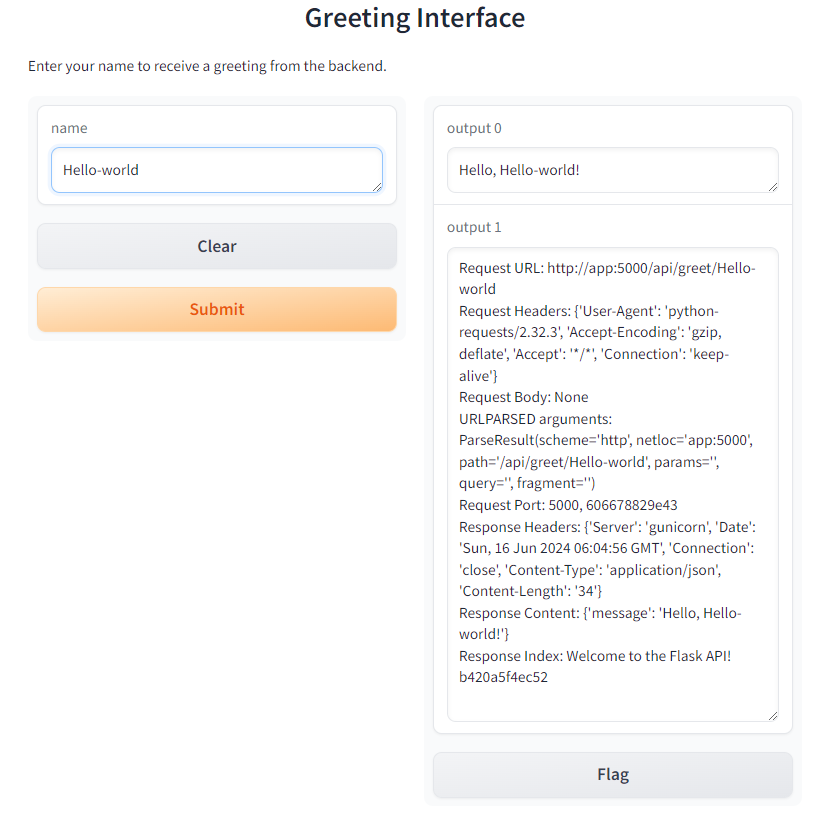 Greeting Interface
Enter your name to receive a greeting from the backend.
name
Hello-world
Clear
Submit
output 0
Hello, Hello-world!
output 1
Request URL: http://app:5000/api/greet/Hello-
world
Request Headers: {'User-Agent': 'python-
requests/2.32.3', 'Accept-Encoding': 'gzip,
deflate', 'Accept': '*/*', 'Connection': 'keep-
alive'}
Request Body: None
URLPARSED arguments:
ParseResult(scheme='http', netloc='app:5000',
path='/api/greet/Hello-world', params='',
query='', fragment='')
Request Port: 5000, 606678829e43
Response Headers: {'Server': 'gunicorn', 'Date':
'Sun, 16 Jun 2024 06:04:56 GMT', 'Connection':
'close', 'Content-Type': 'application/json',
'Content-Length': '34'}
Response Content: {'message': 'Hello, Hello-
world!'}
Response Index: Welcome to the Flask API!
b420a5f4ec52
Flag